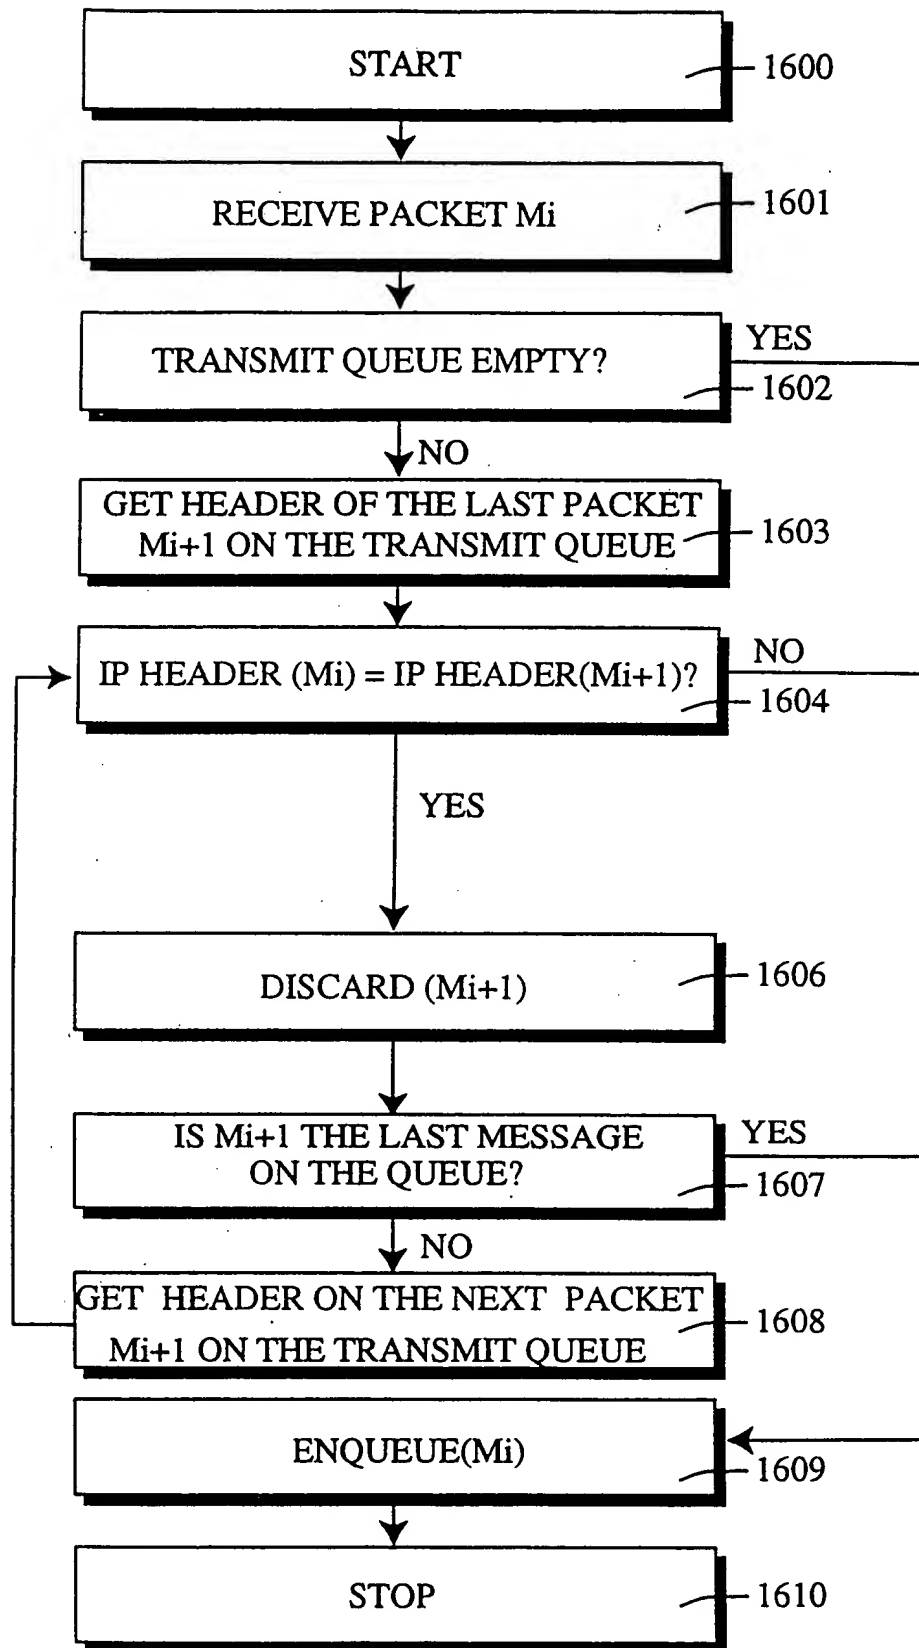 START
1600
RECEIVE PACKET Mi
1601
TRANSMIT QUEUE EMPTY?
YES
1602
NO
GET HEADER OF THE LAST PACKET
Mi+1 ON THE TRANSMIT QUEUE
1603
IP HEADER (Mi) = IP HEADER(Mi+1)?
NO
1604
YES
DISCARD (Mi+1)
1606
IS Mi+1 THE LAST MESSAGE
ON THE QUEUE?
YES
1607
NO
GET HEADER ON THE NEXT PACKET
Mi+1 ON THE TRANSMIT QUEUE
1608
ENQUEUE(Mi)
1609
STOP
1610